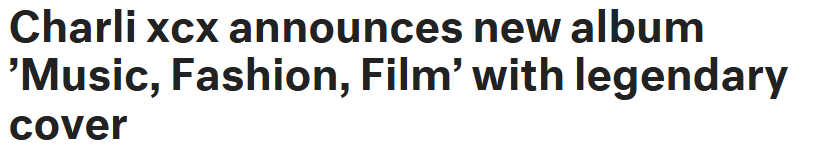 Charli xcx announces new album
’Music, Fashion, Film’ with legendary
cover